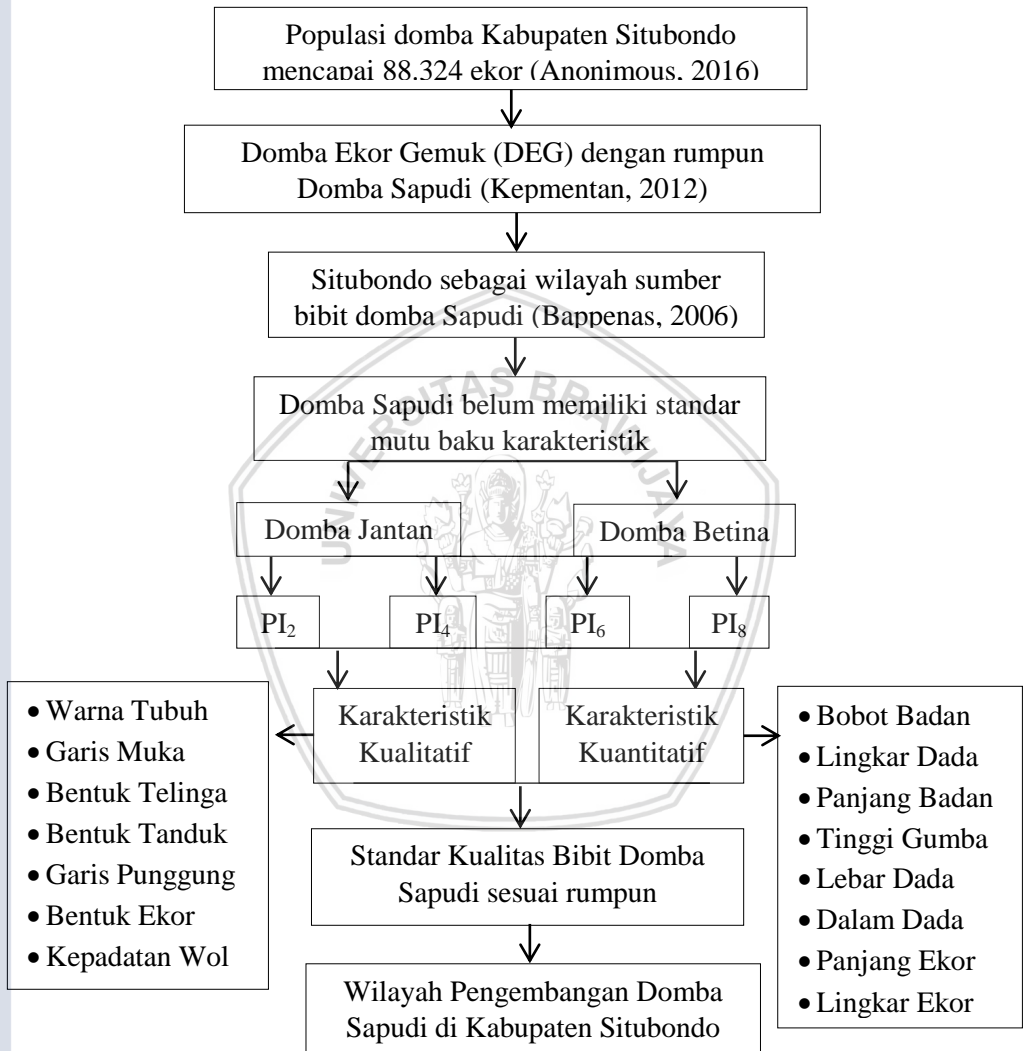 Populasi domba Kabupaten Situbondo
mencapai 88.324 ekor (Anonimous, 2016)
Domba Ekor Gemuk (DEG) dengan rumpun
Domba Sapudi (Kepmentan, 2012)
Situbondo sebagai wilayah sumber
bibit domba Sapudi (Bappenas, 2006)
UNIVERSITAS BRAWIJAYA
Domba Sapudi belum memiliki standar
mutu baku karakteristik
Domba Jantan
Domba Betina
PI₂
PI₄
PI₆
PI₈
• Warna Tubuh
• Garis Muka
• Bentuk Telinga
• Bentuk Tanduk
• Garis Punggung
• Bentuk Ekor
• Kepadatan Wol
Karakteristik
Kualitatif
Karakteristik
Kuantitatif
• Bobot Badan
• Lingkar Dada
• Panjang Badan
• Tinggi Gumba
• Lebar Dada
• Dalam Dada
• Panjang Ekor
• Lingkar Ekor
Standar Kualitas Bibit Domba
Sapudi sesuai rumpun
Wilayah Pengembangan Domba
Sapudi di Kabupaten Situbondo